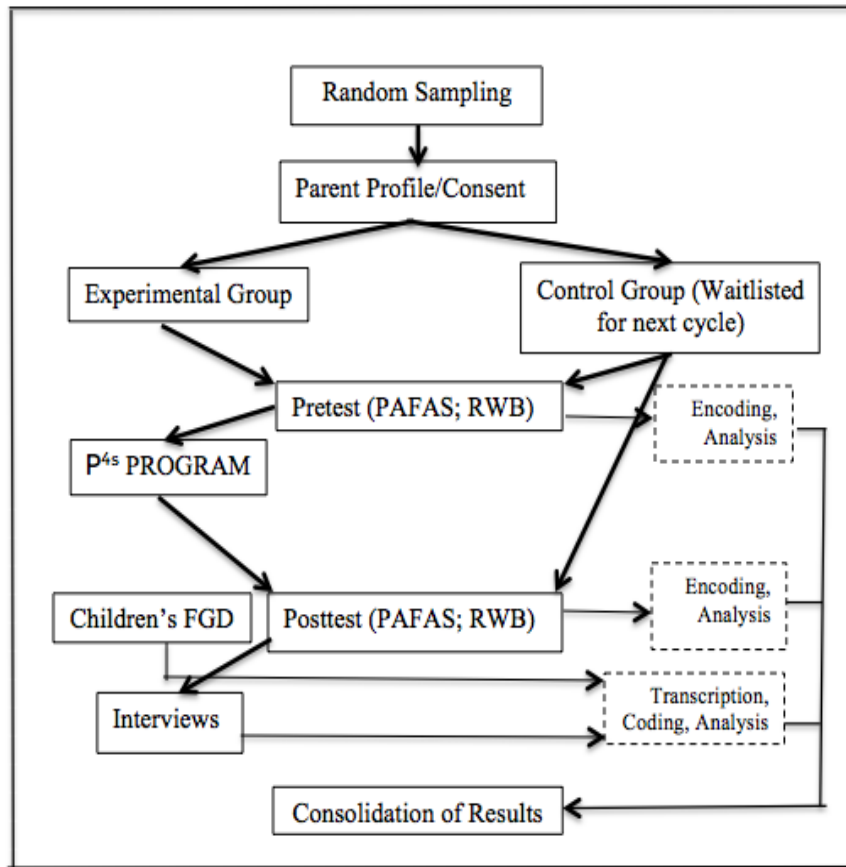 Random Sampling
Parent Profile/Consent
Experimental Group
Control Group (Waitlisted
for next cycle)
Pretest (PAFAS; RWB)
Encoding,
Analysis
P4s PROGRAM
Children’s FGD
Posttest (PAFAS; RWB)
Encoding,
Analysis
Interviews
Transcription,
Coding, Analysis
Consolidation of Results